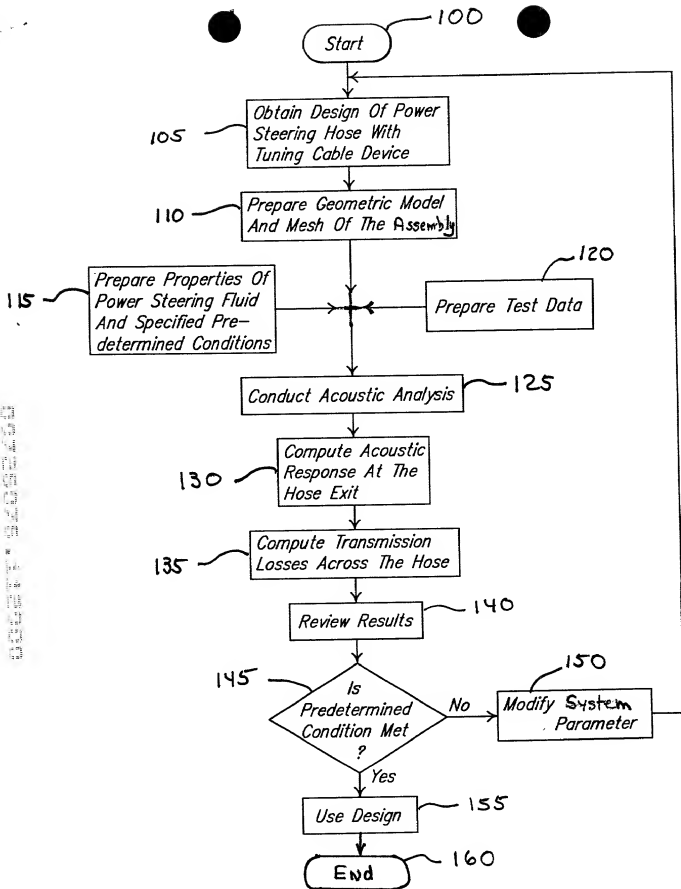 100
Start
105
Obtain Design Of Power
Steering Hose With
Tuning Cable Device
110
Prepare Geometric Model
And Mesh Of The Assembly
115
Prepare Properties Of
Power Steering Fluid
And Specified Pre-
determined Conditions
120
Prepare Test Data
Conduct Acoustic Analysis
125
130
Compute Acoustic
Response At The
Hose Exit
135
Compute Transmission
Losses Across The Hose
Review Results
140
145
Is
Predetermined
Condition Met
?
No
150
Modify System
Parameter
Yes
Use Design
155
End
160